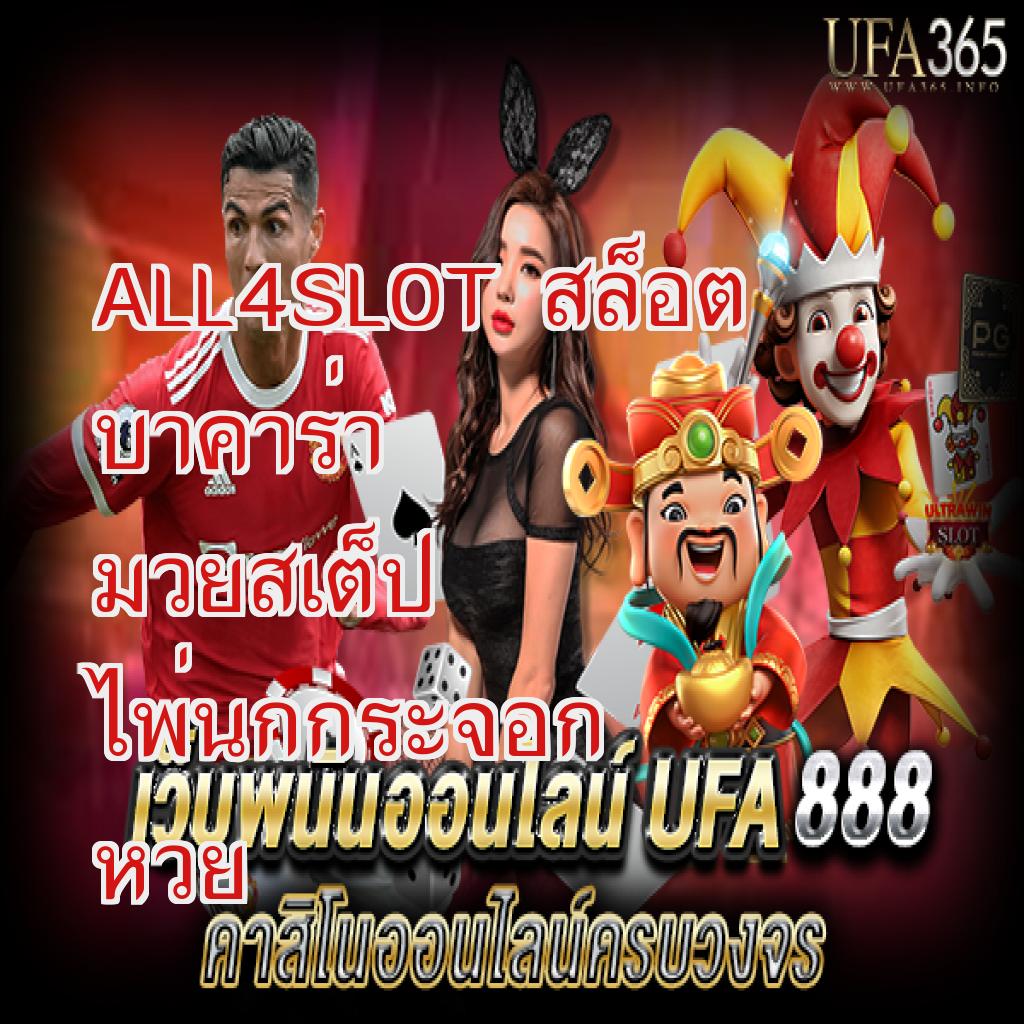 UFA365
WWW.UFA365.INFO
ALL4SLOT สล็อต
บาคาร่า
มวยสเต็ป
ไพ่นกกระจอก
เว็บพนันออนไลน์ UFA 888
หวย
คาสิโนออนไลน์ครบวงจร
PG
ULTRAWIN
SLOT
adidas